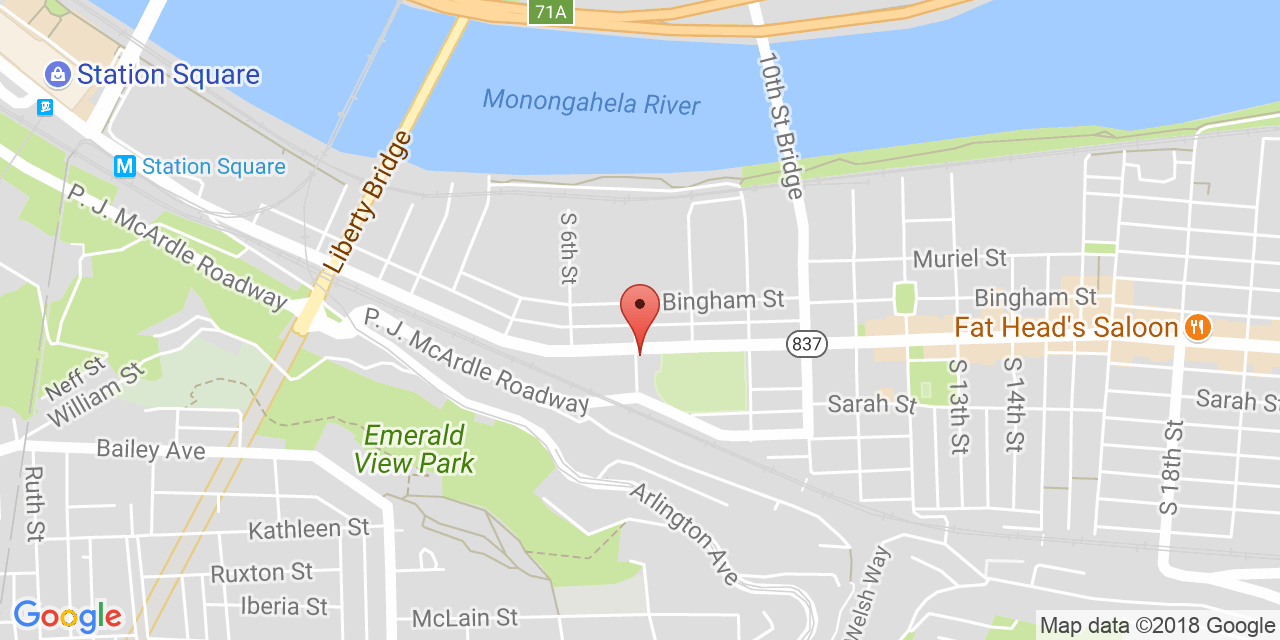 71A
Station Square
Monongahela River
10th St Bridge
M Station Square
Liberty Bridge
P. J. McArdle Roadway
S 6th St
Muriel St
Bingham St
Bingham St
Fat Head's Saloon
837
P. J. McArdle Roadway
Neff St
William St
S 13th St
S 14th St
Sarah St
Sarah St
Emerald
View Park
Bailey Ave
S 18th St
Ruth St
Arlington Ave
Kathleen St
Ruxton St
Iberia St
McLain St
Welsh Way
Google
Map data ©2018 Google